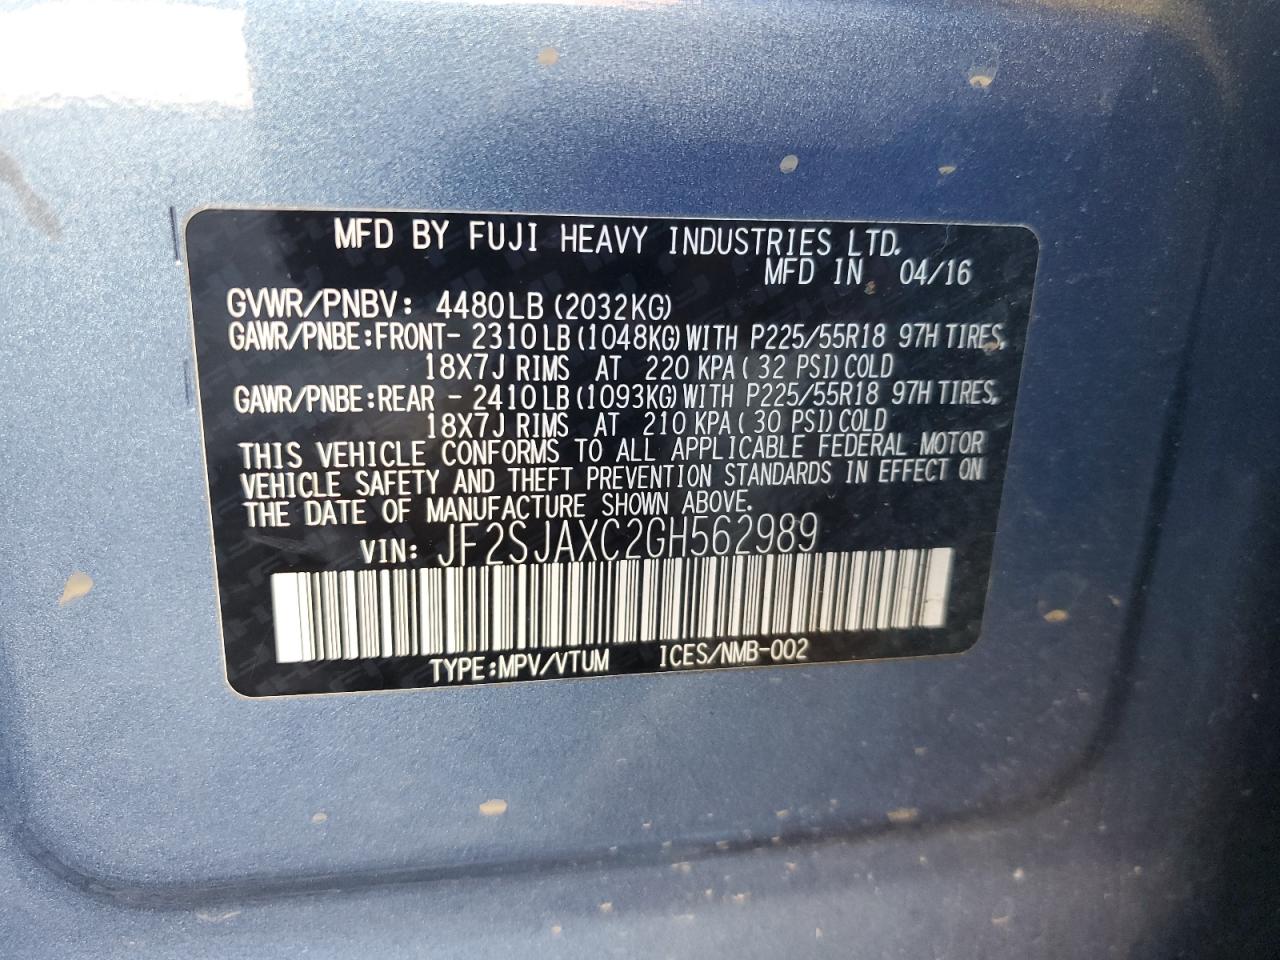 MFD BY FUJI HEAVY INDUSTRIES LTD.
MFD IN 04/16
GVWR/PNBV: 4480LB (2032KG)
GAWR/PNBE:FRONT- 2310LB (1048KG) WITH P225/55R18 97H TIRES,
18X7J RIMS AT 220 KPA (32 PSI) COLD
GAWR/PNBE:REAR - 2410LB (1093KG) WITH P225/55R18 97H TIRES,
18X7J RIMS AT 210 KPA (30 PSI) COLD
THIS VEHICLE CONFORMS TO ALL APPLICABLE FEDERAL MOTOR
VEHICLE SAFETY AND THEFT PREVENTION STANDARDS IN EFFECT ON
THE DATE OF MANUFACTURE SHOWN ABOVE.
VIN: JF2SJAXC2GH562989
TYPE:MPV/VTUM ICES/NMB-002